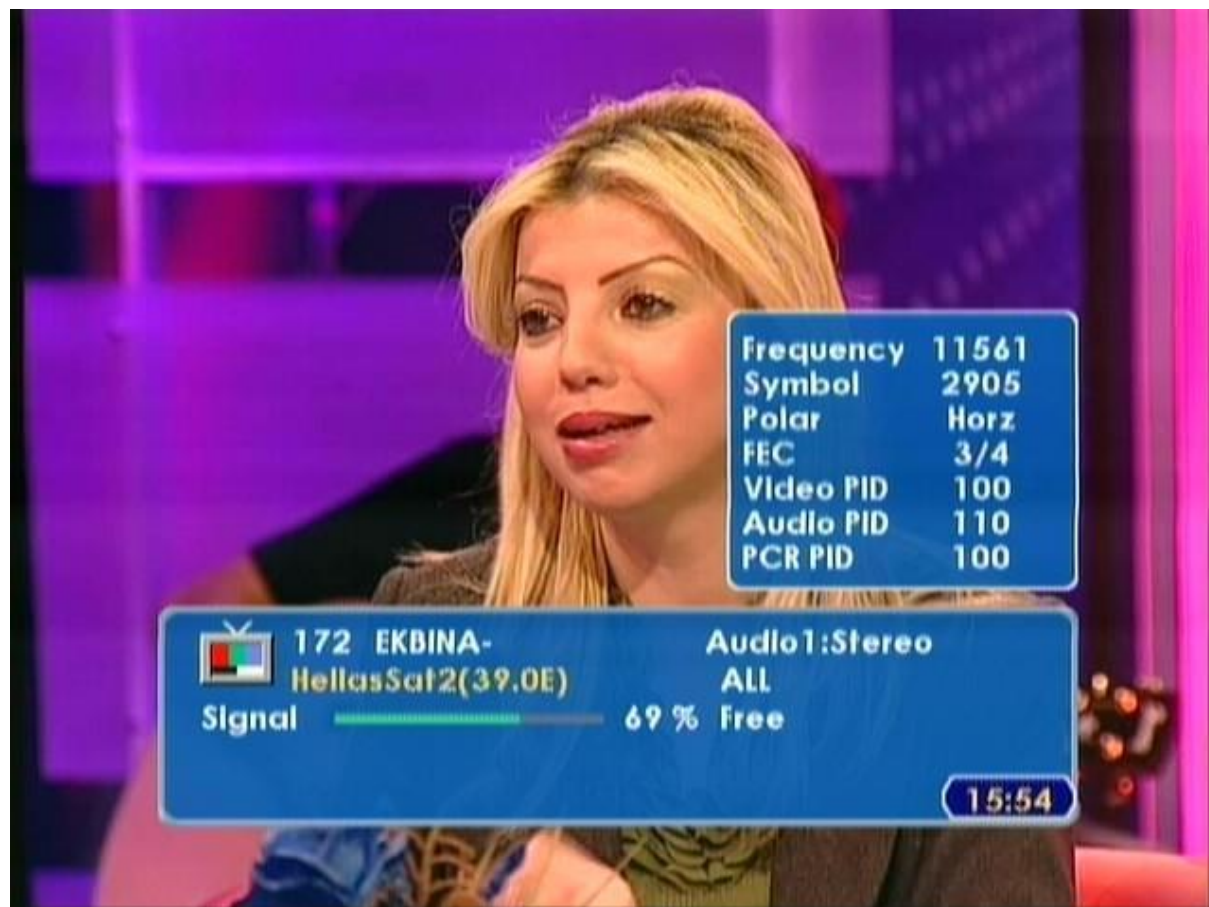 Frequency 11561
Symbol 2905
Polar Horz
FEC 3/4
Video PID 100
Audio PID 110
PCR PID 100
172 EKBINA- Audio1:Stereo
HellasSat2(39.0E) ALL
Signal 69 % Free
15:54